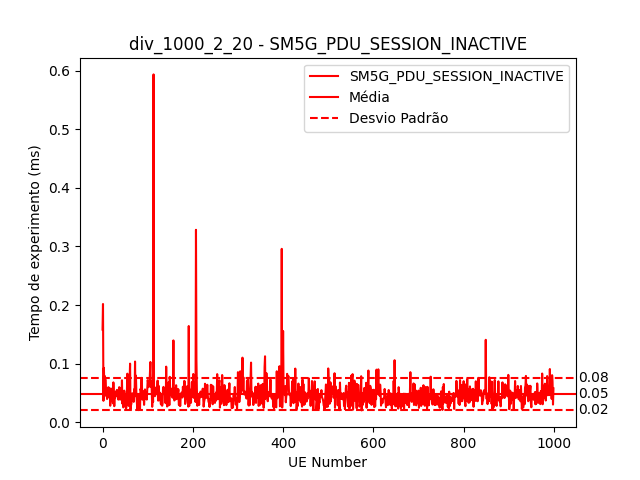 div_1000_2_20 - SM5G_PDU_SESSION_INACTIVE
SM5G_PDU_SESSION_INACTIVE
Média
Desvio Padrão
Tempo de experimento (ms)
0.6
0.5
0.4
0.3
0.2
0.1
0.0
0.08
0.05
0.02
0
200
400
600
800
1000
UE Number